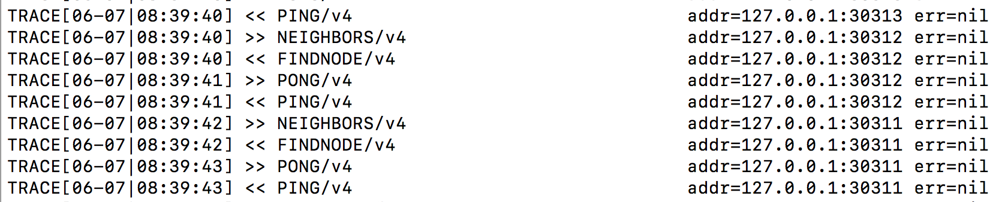 TRACE[06-07|08:39:40] << PING/v4 addr=127.0.0.1:30313 err=nil
TRACE[06-07|08:39:40] >> NEIGHBORS/v4 addr=127.0.0.1:30312 err=nil
TRACE[06-07|08:39:40] << FINDNODE/v4 addr=127.0.0.1:30312 err=nil
TRACE[06-07|08:39:41] >> PONG/v4 addr=127.0.0.1:30312 err=nil
TRACE[06-07|08:39:41] << PING/v4 addr=127.0.0.1:30312 err=nil
TRACE[06-07|08:39:42] >> NEIGHBORS/v4 addr=127.0.0.1:30311 err=nil
TRACE[06-07|08:39:42] << FINDNODE/v4 addr=127.0.0.1:30311 err=nil
TRACE[06-07|08:39:43] >> PONG/v4 addr=127.0.0.1:30311 err=nil
TRACE[06-07|08:39:43] << PING/v4 addr=127.0.0.1:30311 err=nil